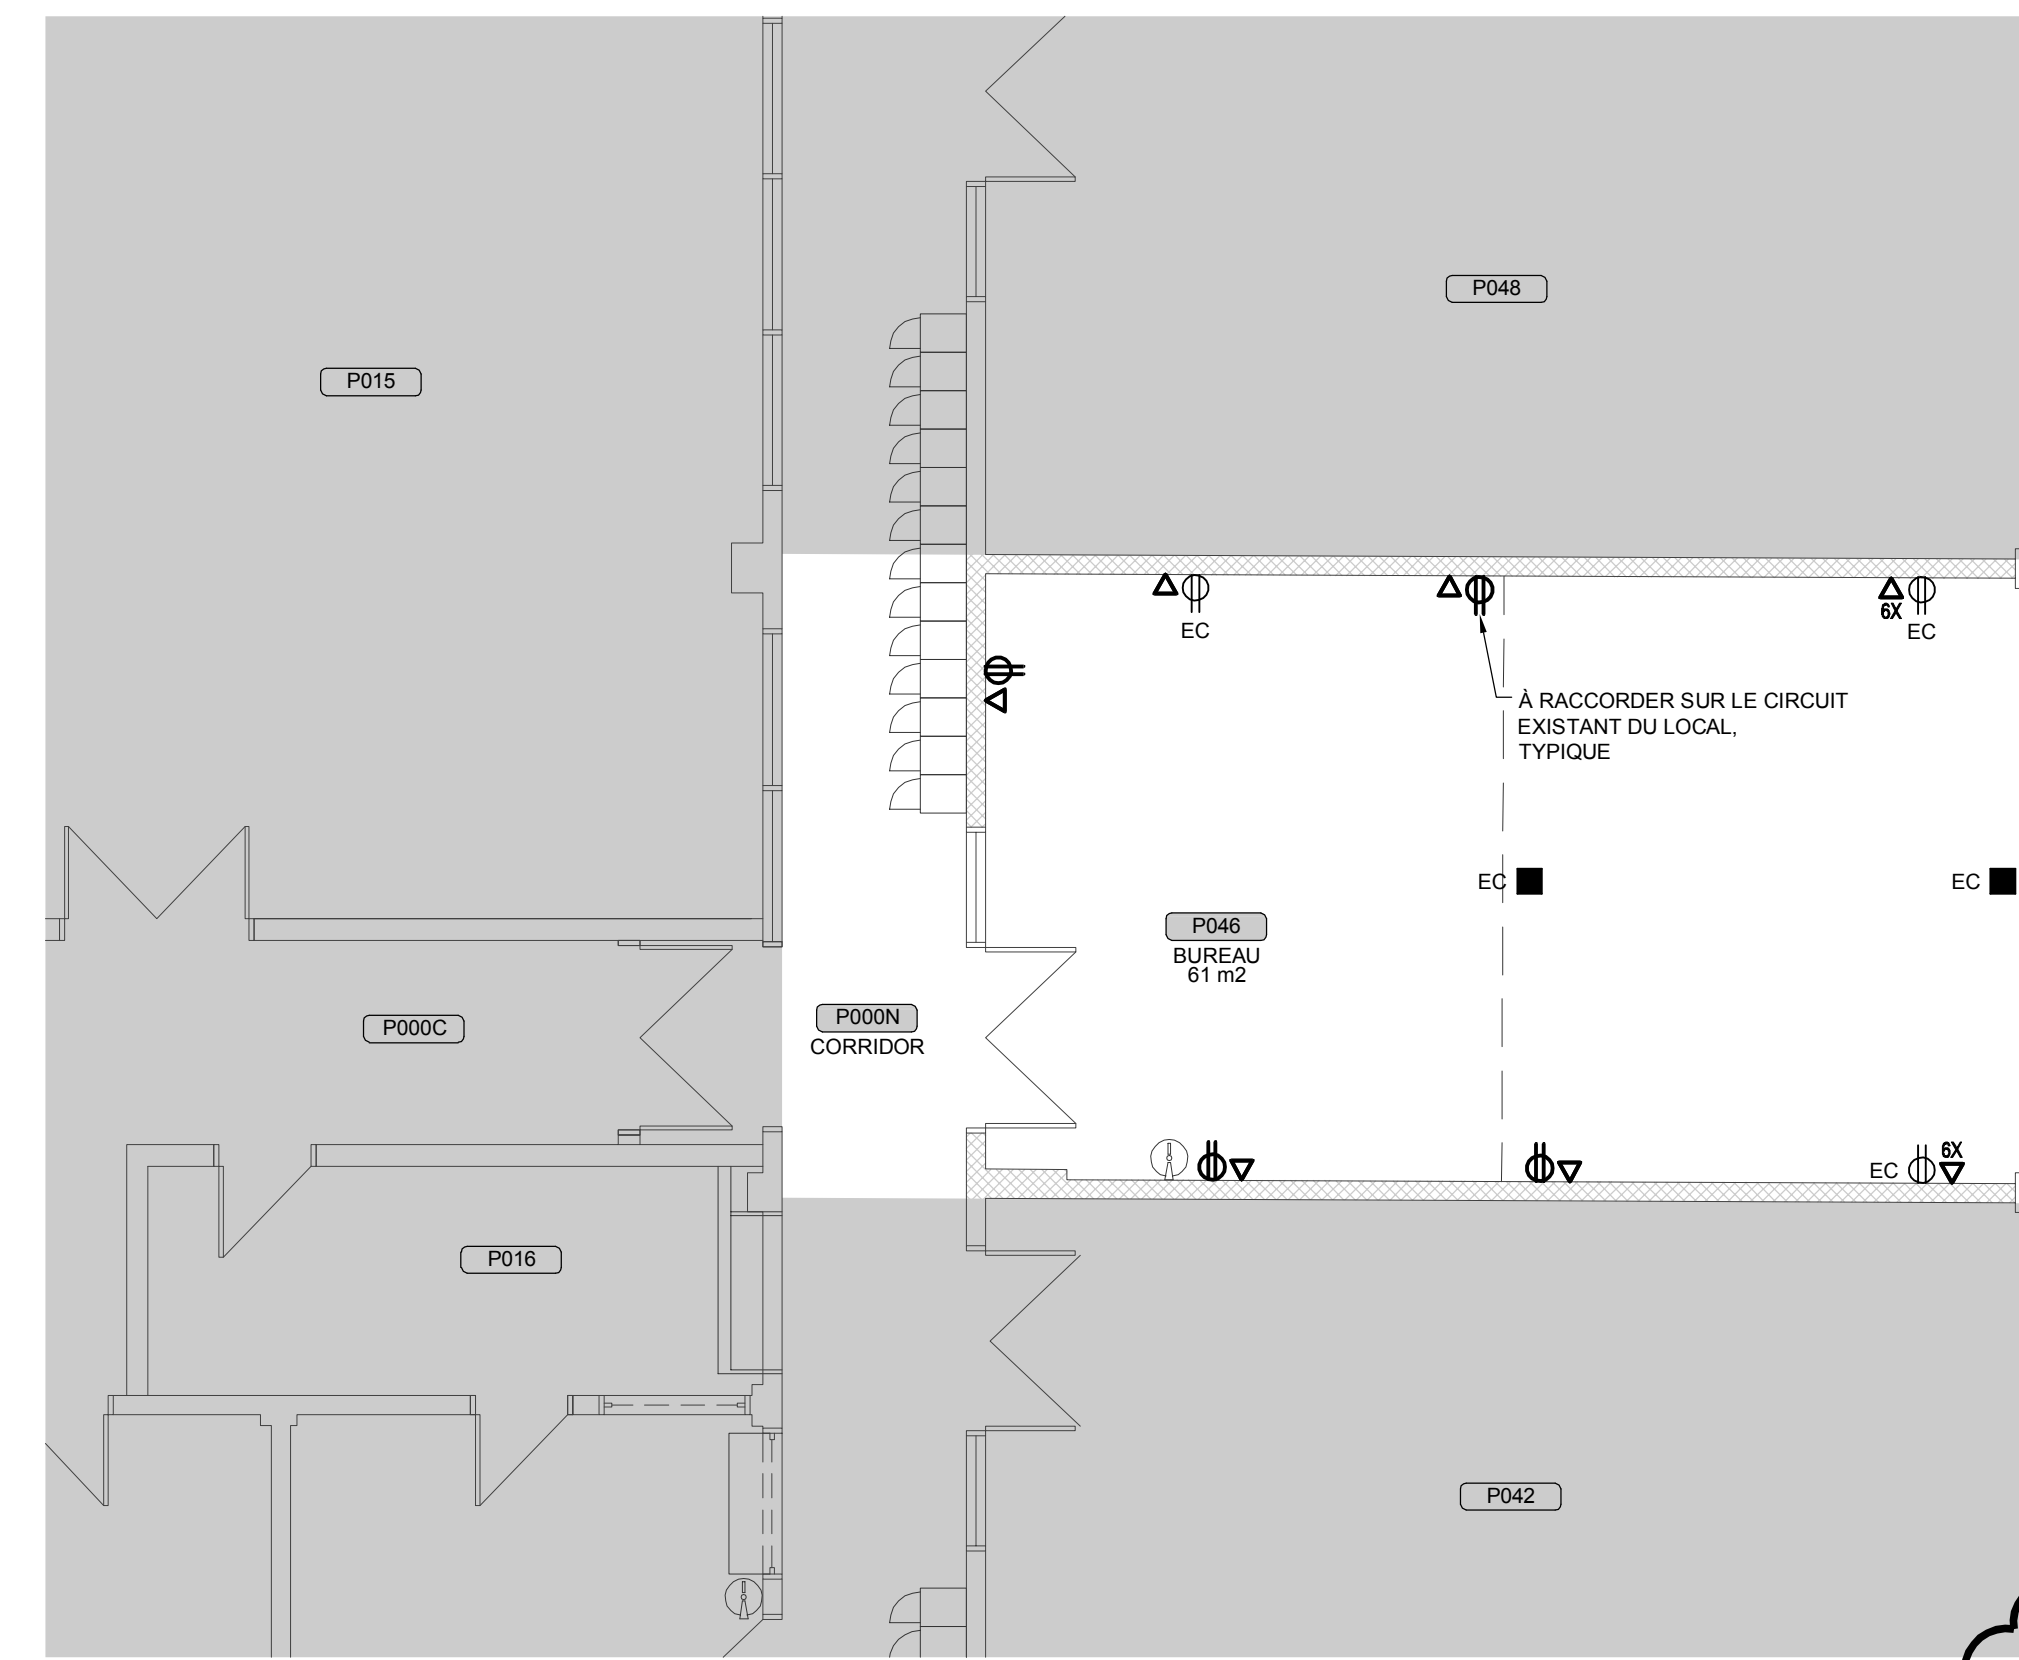 P048
P015
6X
EC
EC
À RACCORDER SUR LE CIRCUIT
EXISTANT DU LOCAL,
TYPIQUE
EC
EC
P046
BUREAU
61 m2
P000N
CORRIDOR
P000C
6X
EC
P016
P042